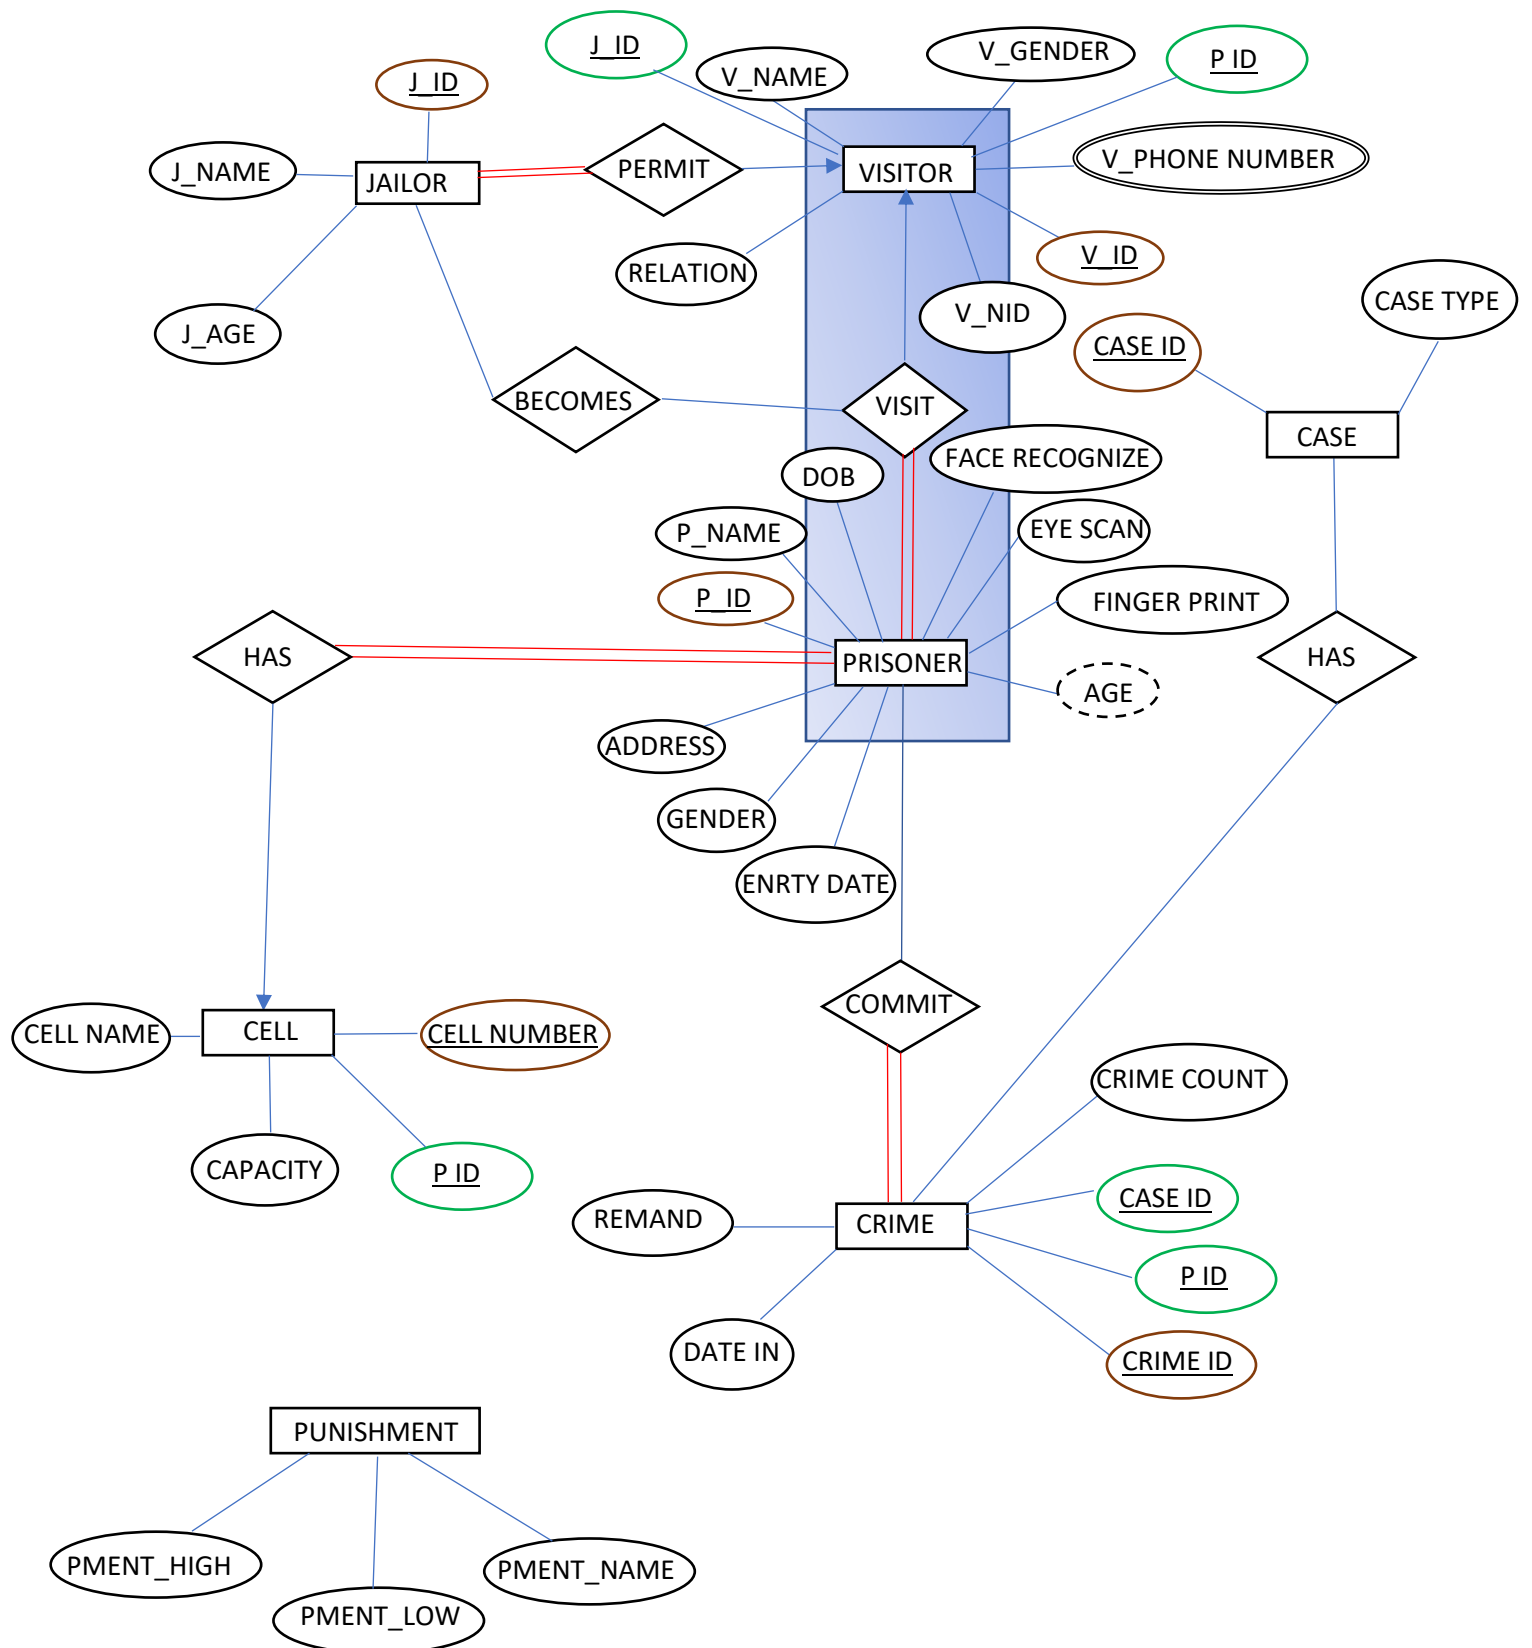 J_ID
V_GENDER
P ID
V_NAME
J_ID
V_PHONE NUMBER
J_NAME
JAILOR
PERMIT
VISITOR
V_ID
RELATION
V_NID
CASE TYPE
J_AGE
CASE ID
BECOMES
VISIT
CASE
FACE RECOGNIZE
DOB
P_NAME
EYE SCAN
P_ID
FINGER PRINT
HAS
PRISONER
HAS
AGE
ADDRESS
GENDER
ENRTY DATE
COMMIT
CELL NAME
CELL
CELL NUMBER
CRIME COUNT
CAPACITY
P ID
CASE ID
REMAND
CRIME
P ID
DATE IN
CRIME ID
PUNISHMENT
PMENT_HIGH
PMENT_NAME
PMENT_LOW